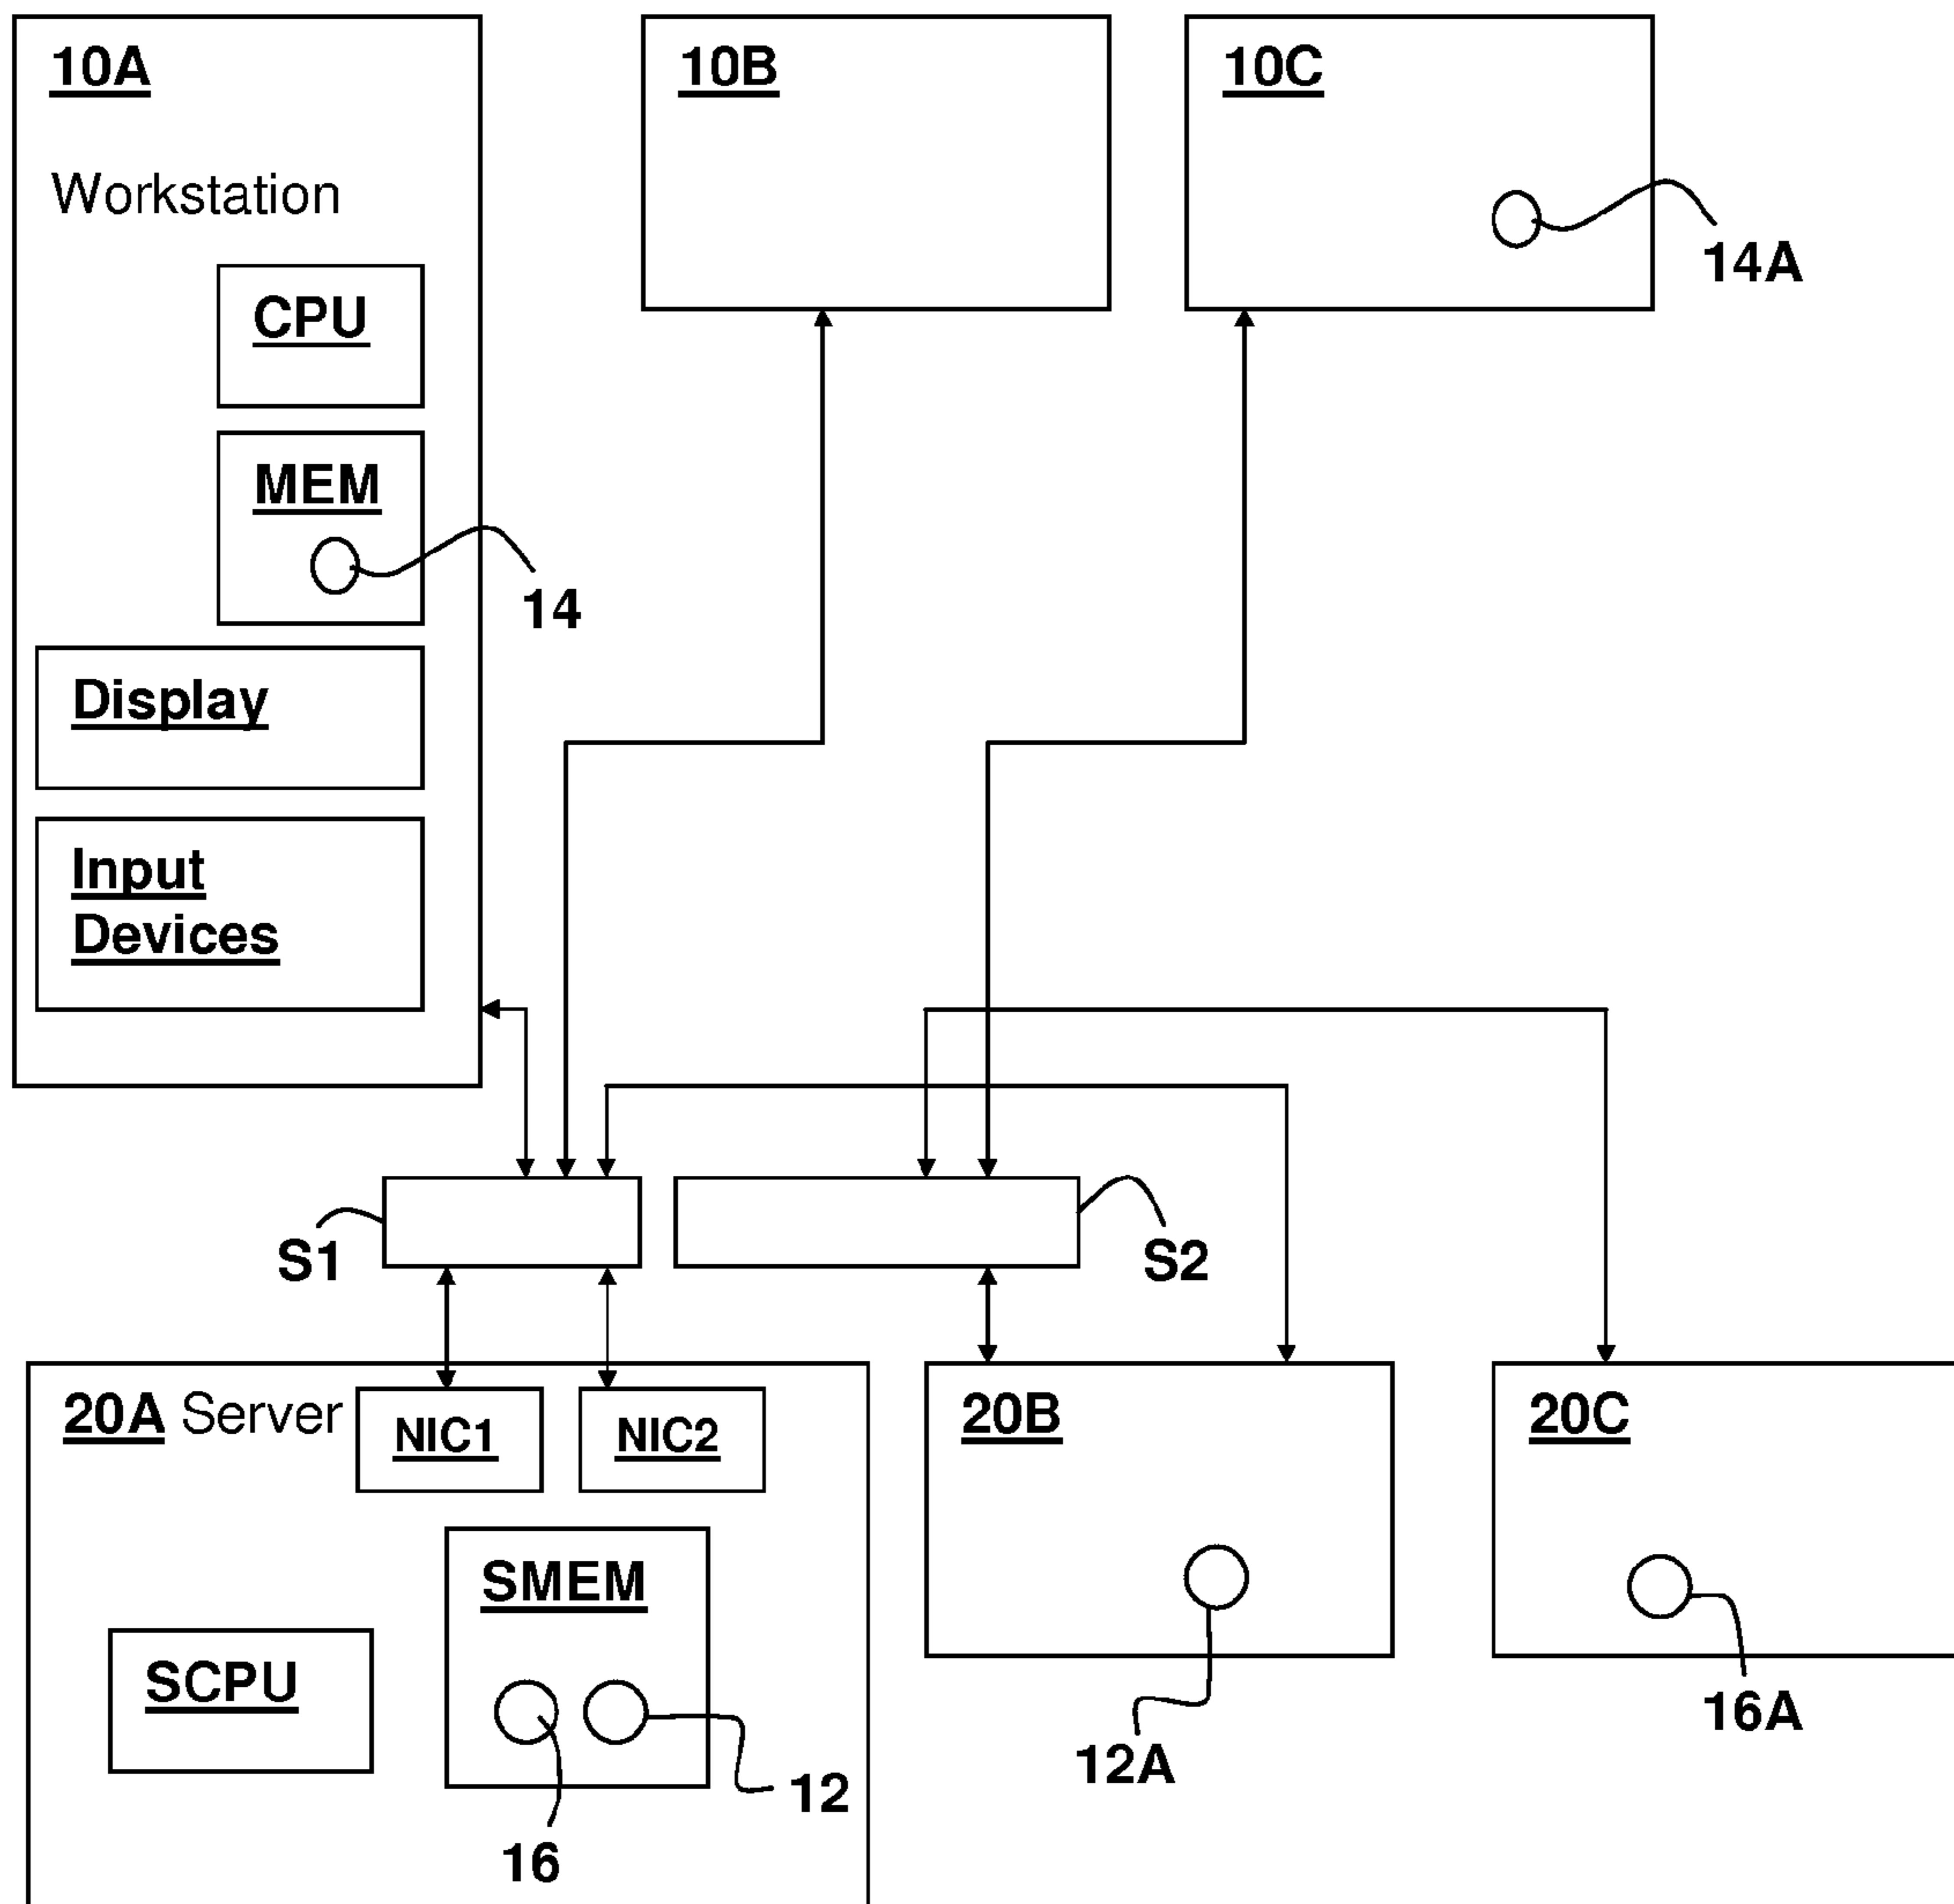 10A
10B
10C
Workstation
14A
CPU
MEM
14
Display
Input
Devices
S1
S2
20A Server
NIC1
NIC2
20B
20C
SMEM
SCPU
16A
12A
12
16